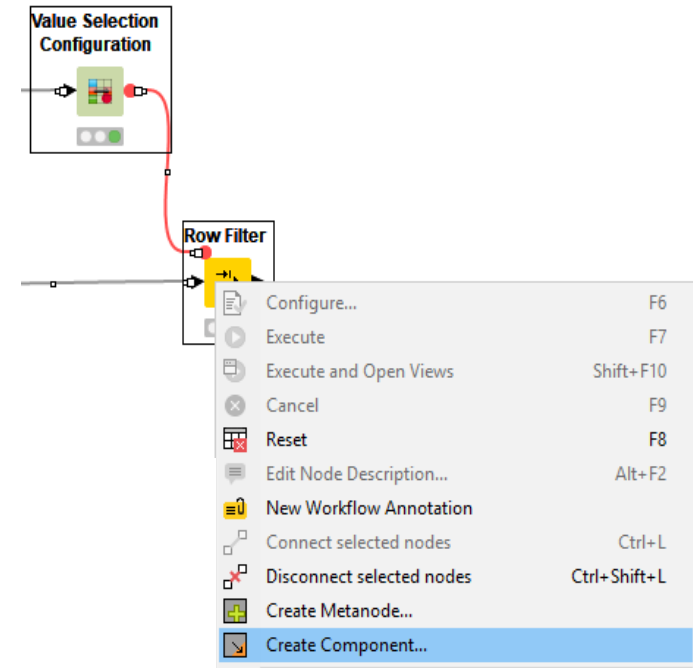 Value Selection
Configuration
Row Filter
Configure... F6
Execute F7
Execute and Open Views Shift+F10
Cancel F9
Reset F8
Edit Node Description... Alt+F2
New Workflow Annotation
Connect selected nodes Ctrl+L
Disconnect selected nodes Ctrl+Shift+L
Create Metanode...
Create Component...